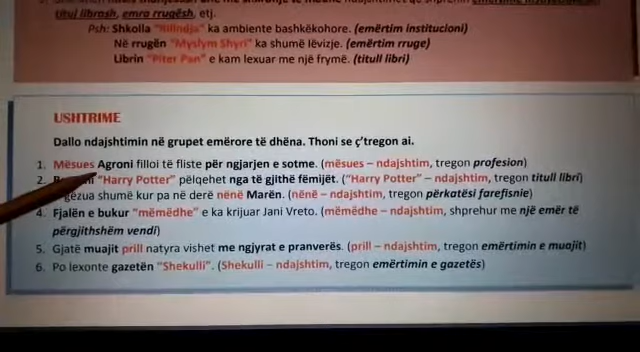 titul librash, emra rrugësh, etj.
Psh: Shkolla "Rilindja" ka ambiente bashkëkohore. (emërtim institucioni)
Në rrugën "Myslym Shyri" ka shumë lëvizje. (emërtim rruge)
Librin "Piter Pan" e kam lexuar me një frymë. (titull libri)
USHTRIME
Dallo ndajshtimin në grupet emërore të dhëna. Thoni se ç'tregon ai.
1. Mësues Agroni filloi të fliste për ngjarjen e sotme. (mësues – ndajshtim, tregon profesion)
2. "Harry Potter" pëlqehet nga të gjithë fëmijët. ("Harry Potter" – ndajshtim, tregon titull libri)
shumë kur pa në derë nënë Marën. (nënë – ndajshtim, tregon përkatësi farefisnie)
4. Fjalën e bukur "mëmëdhe" e ka krijuar Jani Vreto. (mëmëdhe – ndajshtim, shprehur me një emër të
përgjithshëm vendi)
5. Gjatë muajit prill natyra vishet me ngjyrat e pranverës. (prill – ndajshtim, tregon emërtimin e muajit)
6. Po lexonte gazetën "Shekulli". (Shekulli – ndajshtim, tregon emërtimin e gazetës)